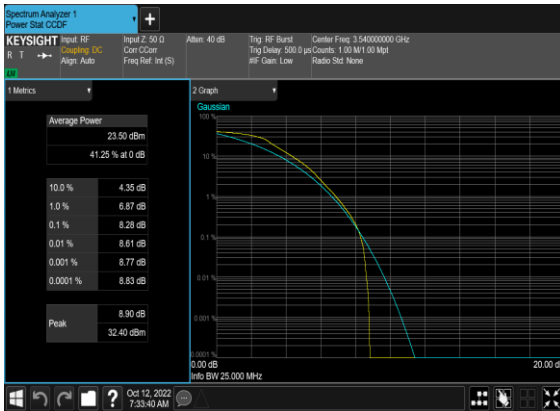 Spectrum Analyzer 1
Power Stat CCDF
+
KEYSIGHT
R T
LXI
Input: RF
Coupling: DC
Align: Auto
Input Z: 50 Ω
Corr CCorr
Freq Ref: Int (S)
Atten: 40 dB
Trig: RF Burst
Trig Delay: 500.0 µs
#IF Gain: Low
Center Freq: 3.540000000 GHz
Counts: 1.00 M/1.00 Mpt
Radio Std: None
1 Metrics
Average Power
23.50 dBm
41.25 % at 0 dB
10.0 % 4.35 dB
1.0 % 6.87 dB
0.1 % 8.28 dB
0.01 % 8.61 dB
0.001 % 8.77 dB
0.0001 % 8.83 dB
Peak
8.90 dB
32.40 dBm
2 Graph
Gaussian
100 %
10 %
1 %
0.1 %
0.01 %
0.001 %
0.0001 %
0.00 dB
20.00 d
Info BW 25.000 MHz
?
Oct 12, 2022
7:33:40 AM